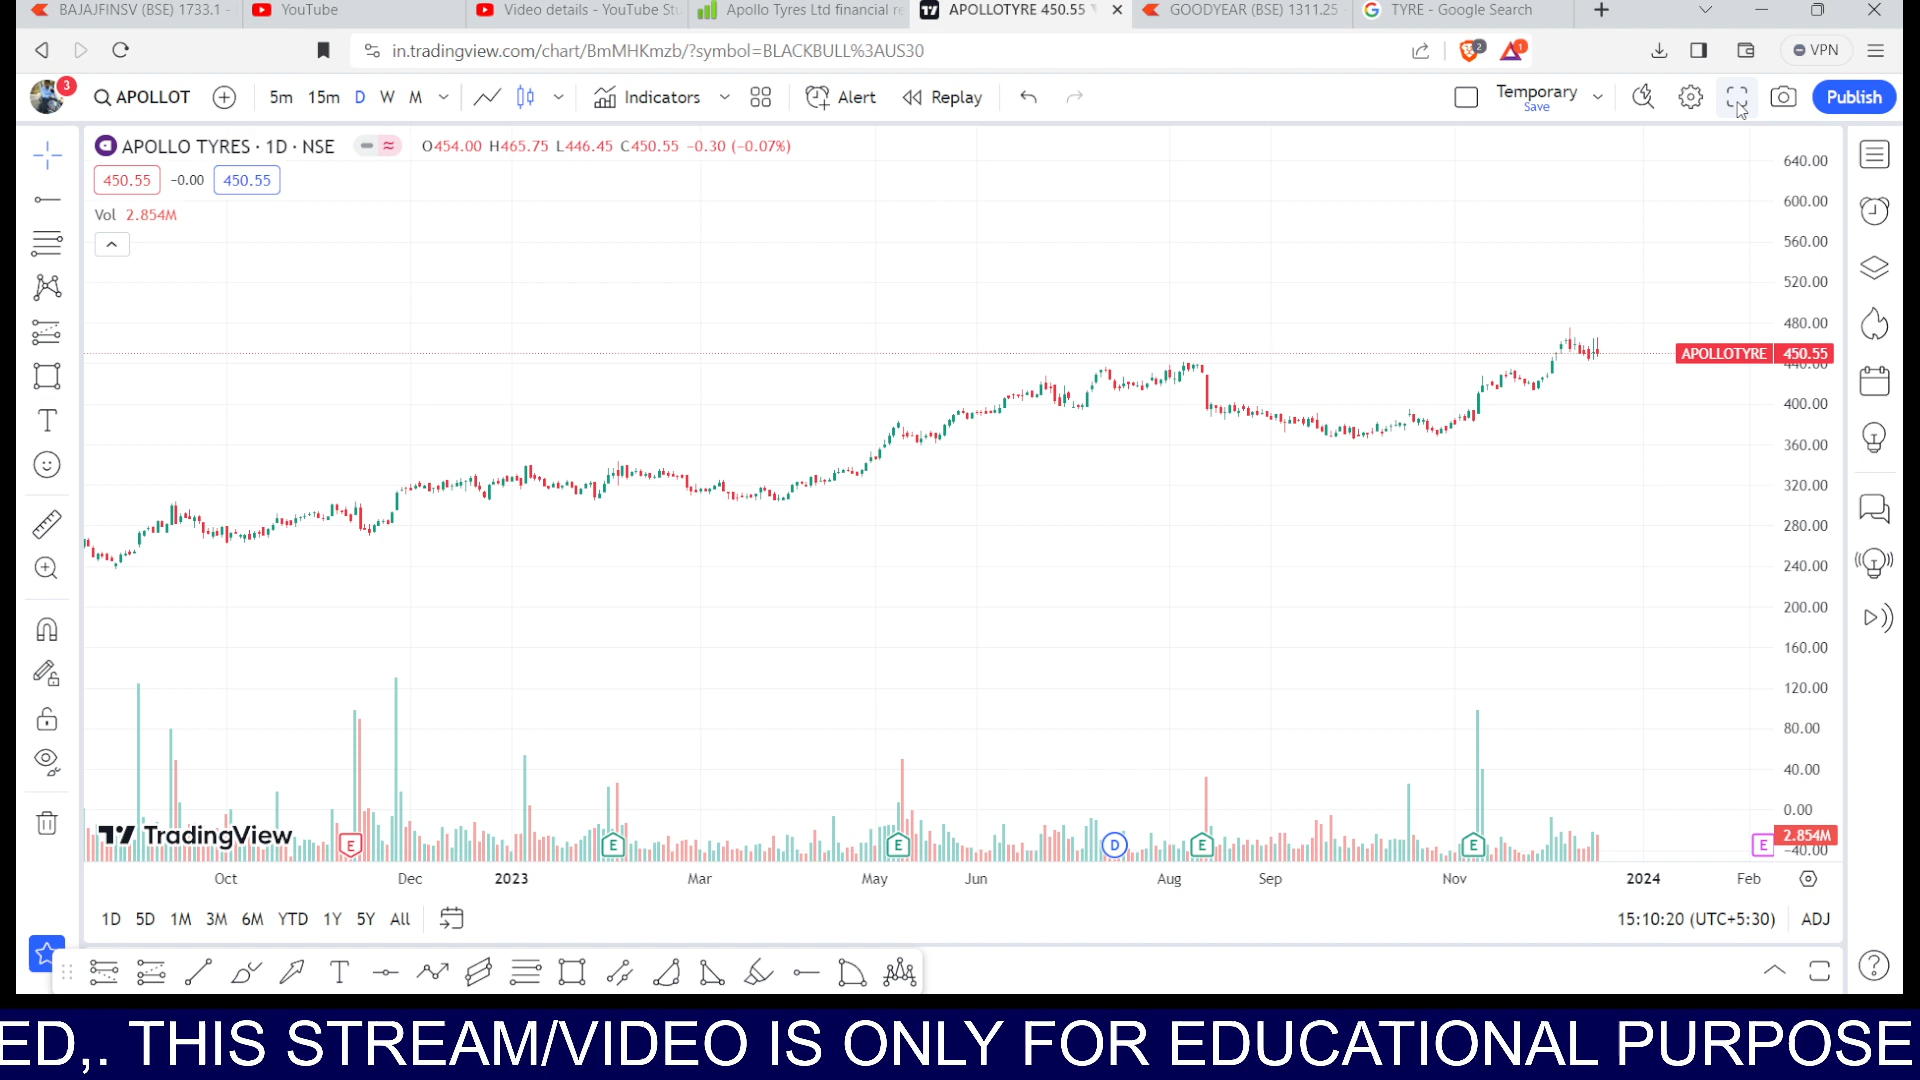 BAJAJFINSV (BSE) 1733.1
YouTube
Video details - YouTube Stu
Apollo Tyres Ltd financial re
APOLLOTYRE 450.55
GOODYEAR (BSE) 1311.25
TYRE - Google Search
in.tradingview.com/chart/BmMHKmzb/?symbol=BLACKBULL%3AUS30
2
1
VPN
3
APOLLOT
5m 15m D W M
Indicators
Alert
Replay
Temporary
Save
Publish
APOLLO TYRES · 1D · NSE
O454.00 H465.75 L446.45 C450.55 -0.30 (-0.07%)
450.55 -0.00 450.55
Vol 2.854M
640.00
600.00
560.00
520.00
480.00
APOLLOTYRE 450.55
440.00
400.00
360.00
320.00
280.00
240.00
200.00
160.00
120.00
80.00
40.00
0.00
2.854M
-40.00
TradingView
E E E D E E E
Oct Dec 2023 Mar May Jun Aug Sep Nov 2024 Feb
1D 5D 1M 3M 6M YTD 1Y 5Y All
15:10:20 (UTC+5:30) ADJ
ED,. THIS STREAM/VIDEO IS ONLY FOR EDUCATIONAL PURPOSE